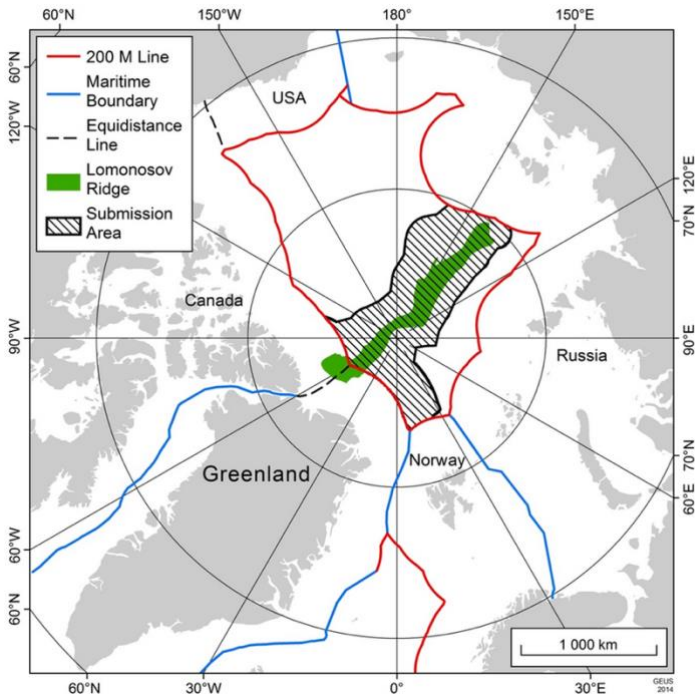 60°N
150°W
180°
150°E
200 M Line
Maritime
Boundary
Equidistance
Line
Lomonosov
Ridge
Submission
Area
USA
60°N
120°W
120°E
70°N
Canada
90°W
90°E
Russia
Norway
Greenland
70°N
60°E
60°W
60°N
1 000 km
60°N
30°W
0°
30°E
GEUS
2014